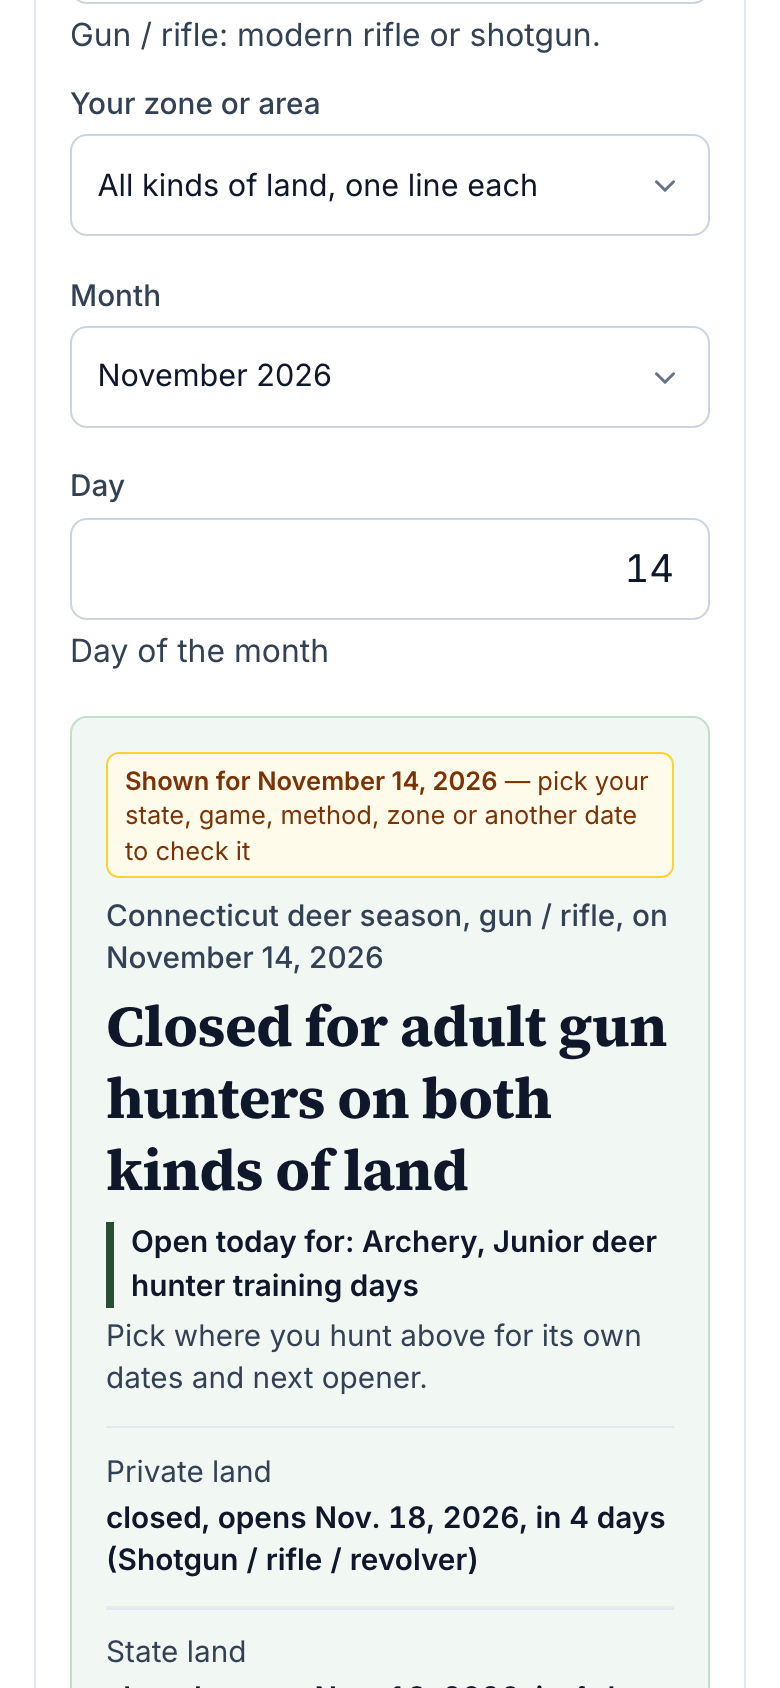 Gun / rifle: modern rifle or shotgun.
Your zone or area
All kinds of land, one line each
Month
November 2026
Day
14
Day of the month
Shown for November 14, 2026 — pick your
state, game, method, zone or another date
to check it
Connecticut deer season, gun / rifle, on
November 14, 2026
Closed for adult gun
hunters on both
kinds of land
Open today for: Archery, Junior deer
hunter training days
Pick where you hunt above for its own
dates and next opener.
Private land
closed, opens Nov. 18, 2026, in 4 days
(Shotgun / rifle / revolver)
State land